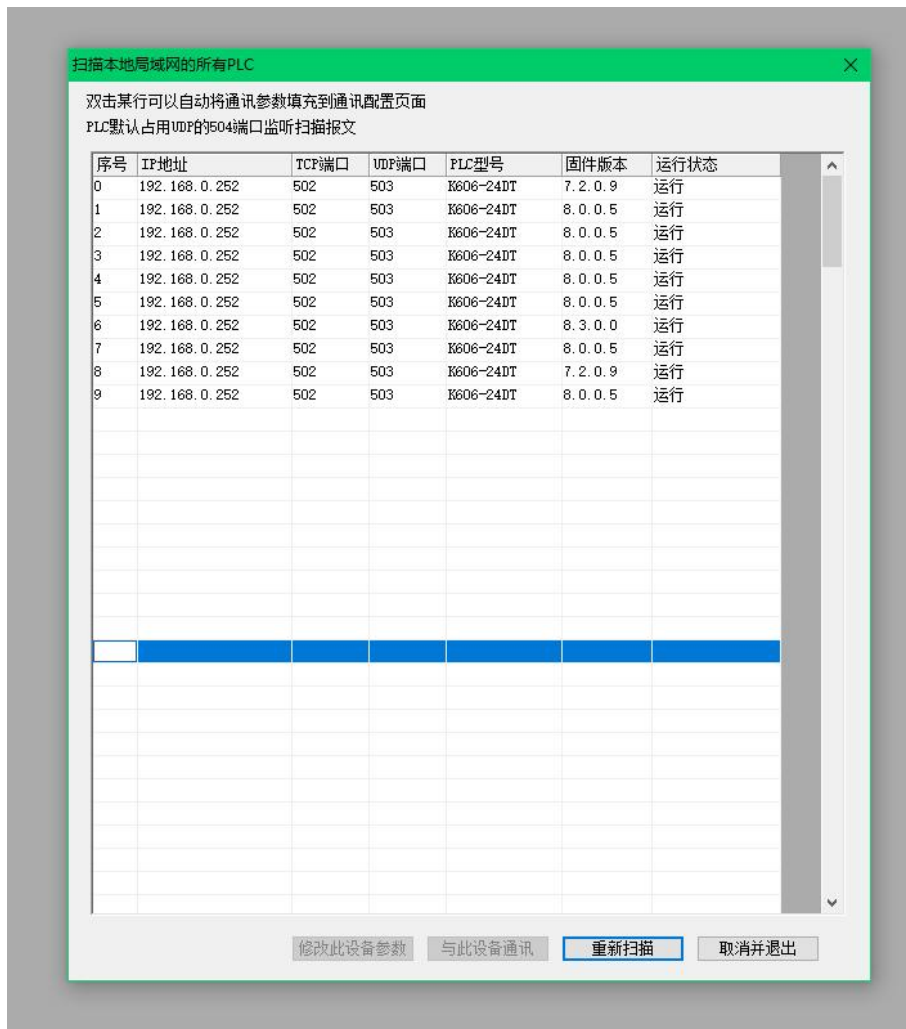 扫描本地局域网的所有PLC
双击某行可以自动将通讯参数填充到通讯配置页面
PLC默认占用UDP的504端口监听扫描报文
序号 IP地址 TCP端口 UDP端口 PLC型号 固件版本 运行状态
0 192.168.0.252 502 503 K606-24DT 7.2.0.9 运行
1 192.168.0.252 502 503 K606-24DT 8.0.0.5 运行
2 192.168.0.252 502 503 K606-24DT 8.0.0.5 运行
3 192.168.0.252 502 503 K606-24DT 8.0.0.5 运行
4 192.168.0.252 502 503 K606-24DT 8.0.0.5 运行
5 192.168.0.252 502 503 K606-24DT 8.0.0.5 运行
6 192.168.0.252 502 503 K606-24DT 8.3.0.0 运行
7 192.168.0.252 502 503 K606-24DT 8.0.0.5 运行
8 192.168.0.252 502 503 K606-24DT 7.2.0.9 运行
9 192.168.0.252 502 503 K606-24DT 8.0.0.5 运行
修改此设备参数 与此设备通讯 重新扫描 取消并退出